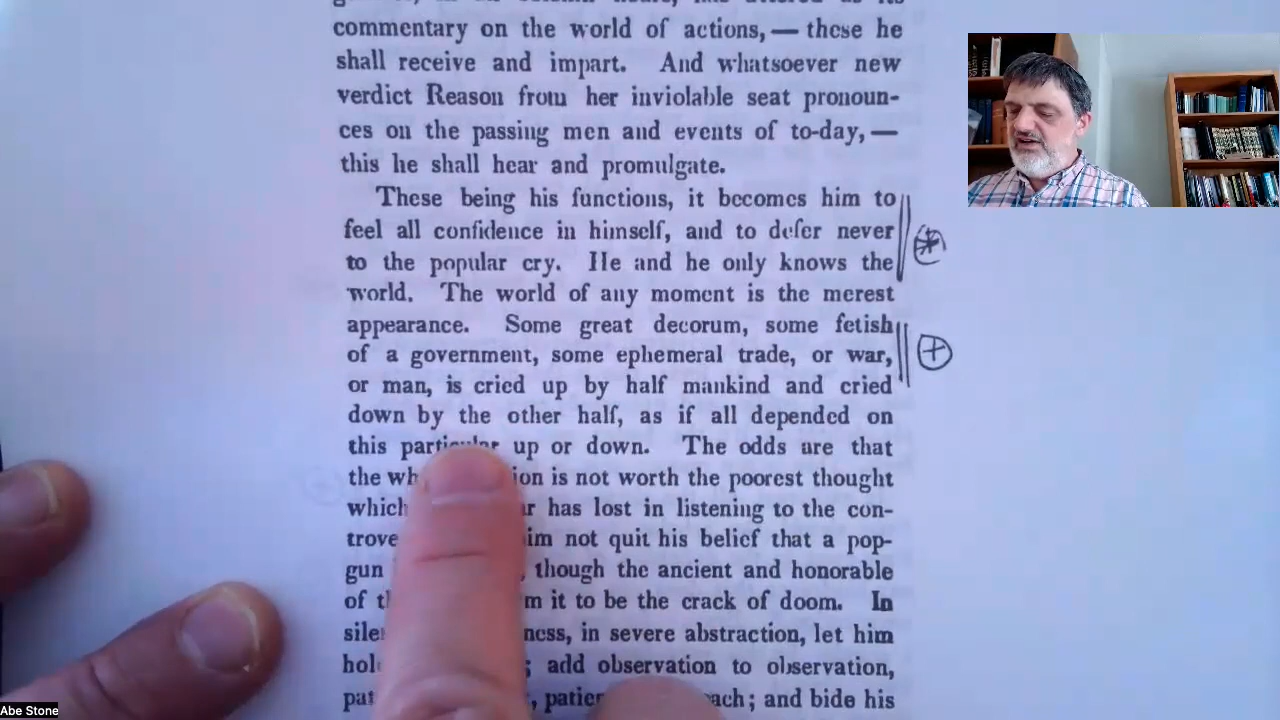 commentary on the world of actions, — these he
shall receive and impart. And whatsoever new
verdict Reason from her inviolable seat pronoun-
ces on the passing men and events of to-day, —
this he shall hear and promulgate.
These being his functions, it becomes him to
feel all confidence in himself, and to defer never
to the popular cry. He and he only knows the
world. The world of any moment is the merest
appearance. Some great decorum, some fetish
of a government, some ephemeral trade, or war,
or man, is cried up by half mankind and cried
down by the other half, as if all depended on
this particular up or down. The odds are that
the ion is not worth the poorest thought
which has lost in listening to the con-
trove im not quit his belief that a pop-
gun though the ancient and honorable
of it to be the crack of doom. In
ness, in severe abstraction, let him
; add observation to observation,
and bide his
Abe Stone